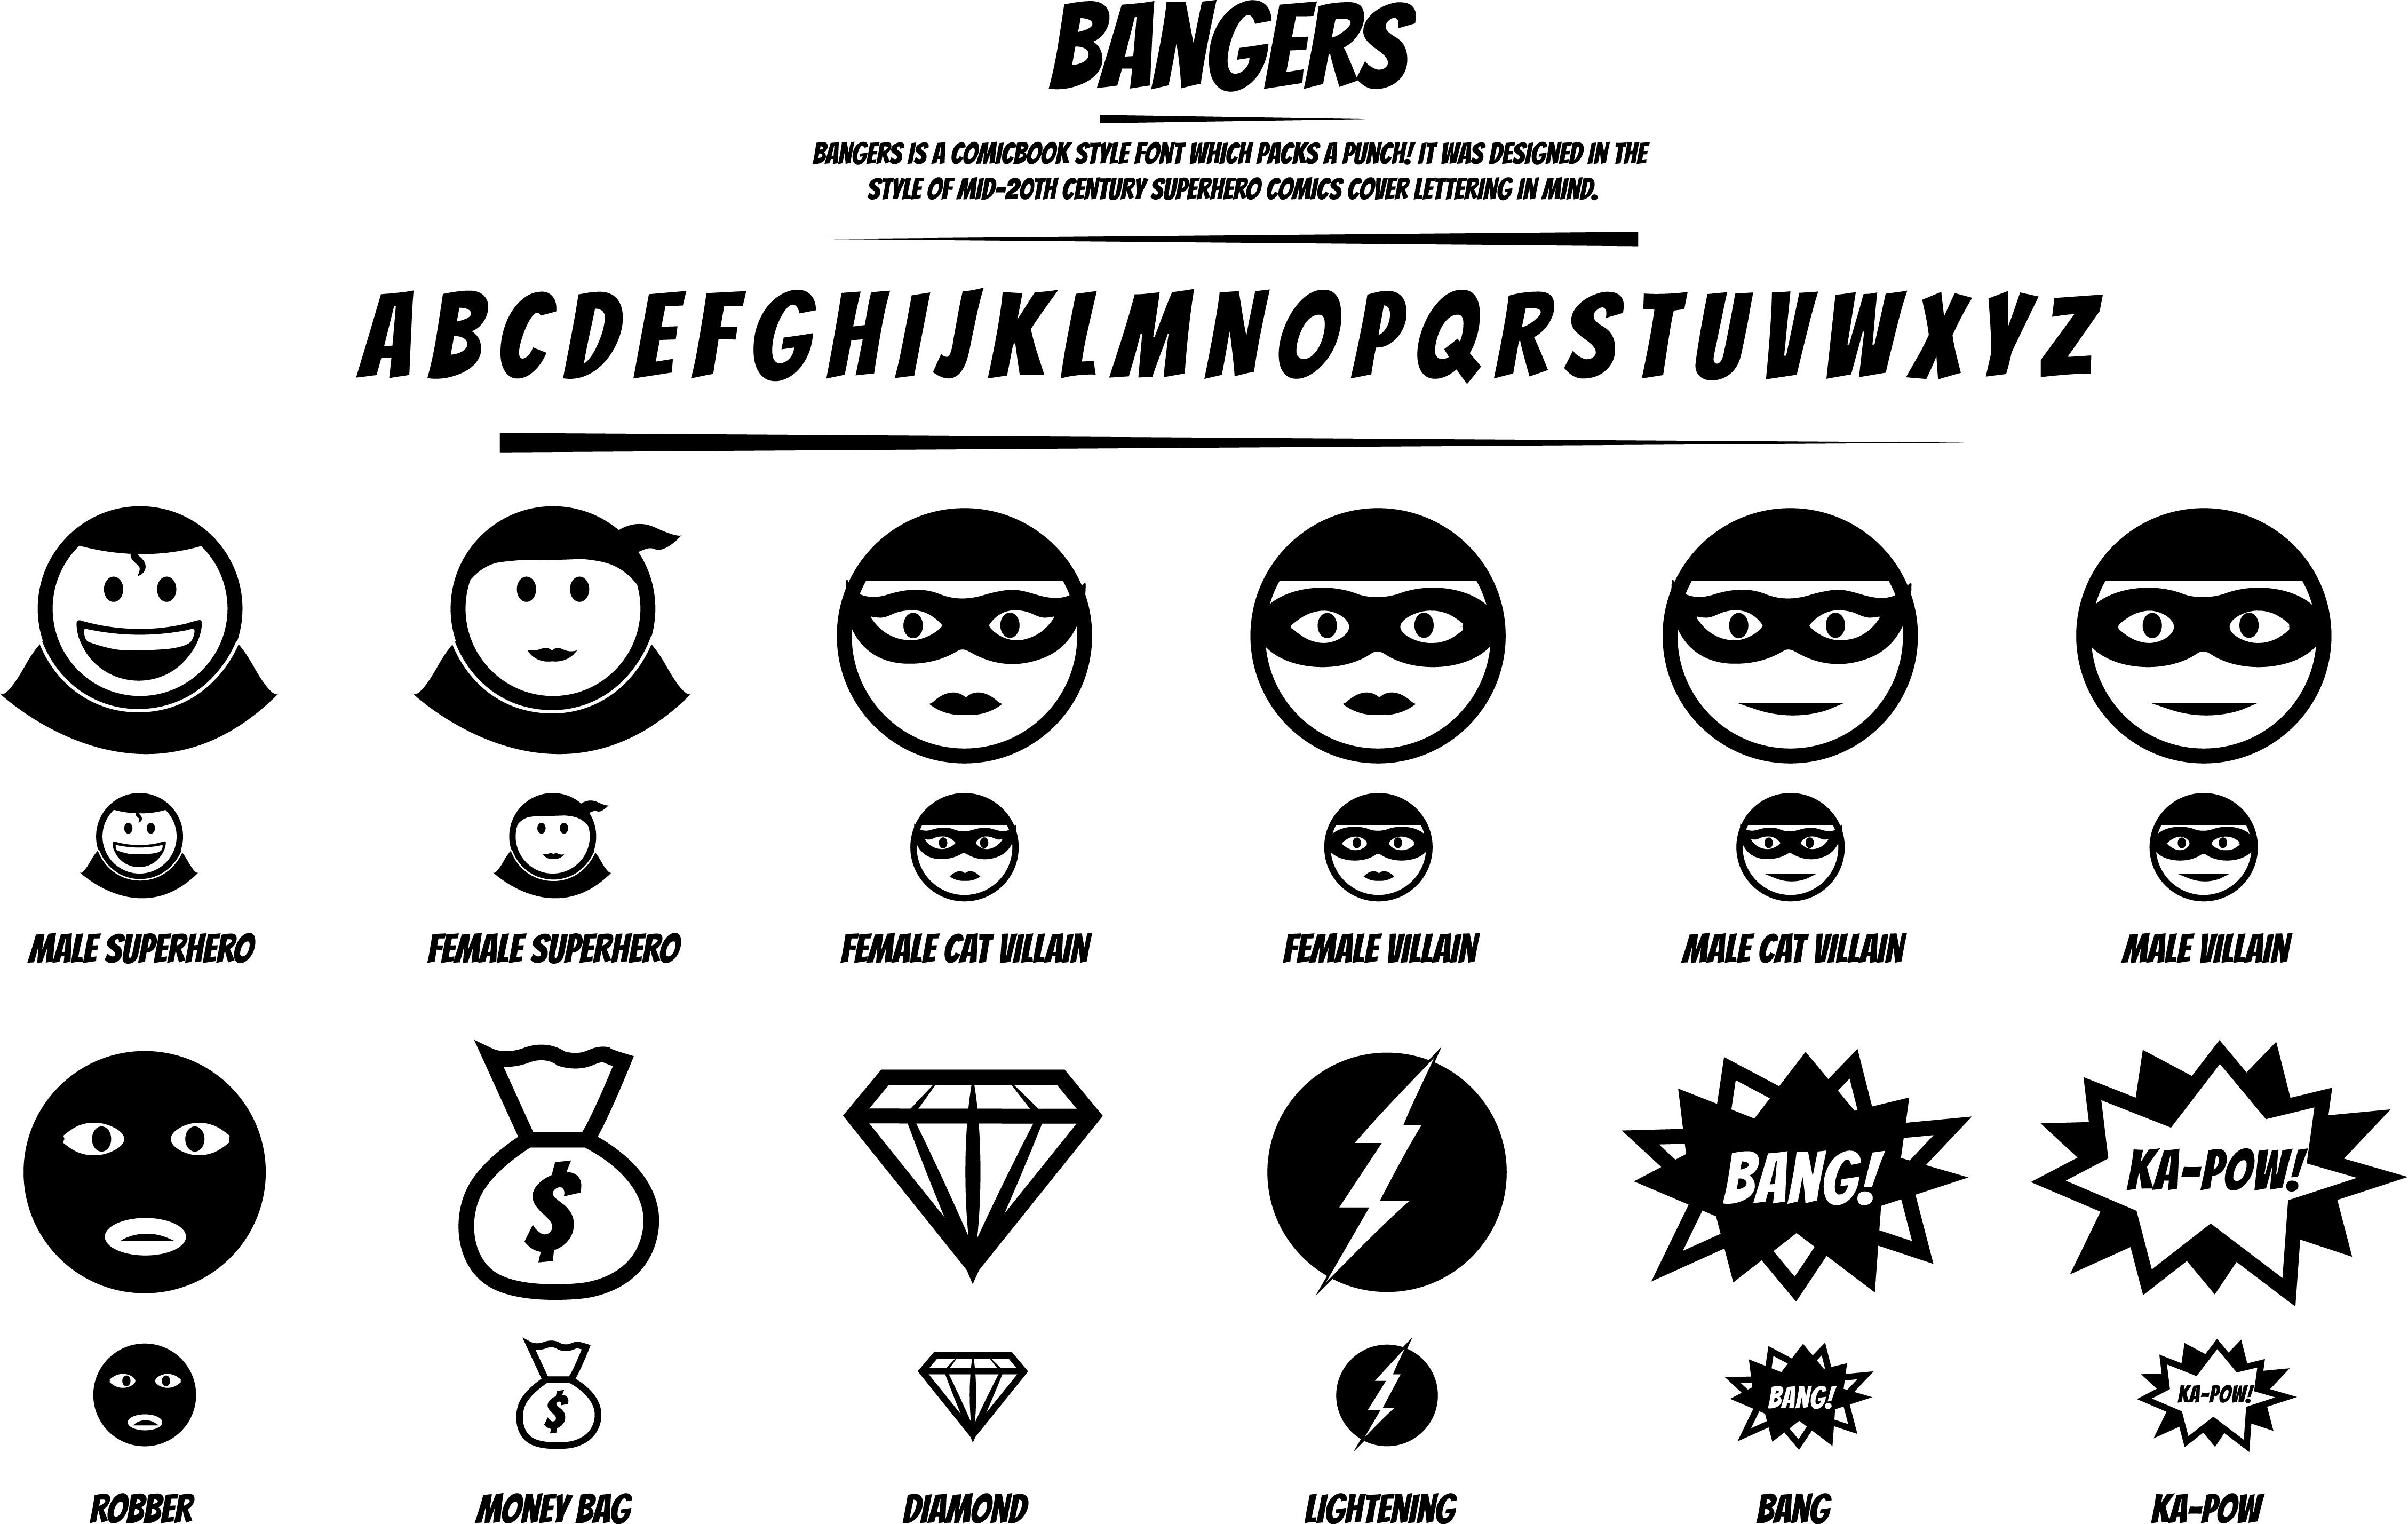 BANGERS
BANGERS IS A COMICBOOK STYLE FONT WHICH PACKS A PUNCH! IT WAS DESIGNED IN THE
STYLE OF MID-20TH CENTURY SUPERHERO COMICS COVER LETTERING IN MIND.
ABCDEFGHIJKLMNOPQRSTUVWXYZ
MALE SUPERHERO
FEMALE SUPERHERO
FEMALE CAT VILLAIN
FEMALE VILLAIN
MALE CAT VILLAIN
MALE VILLAIN
$
BANG!
KA-POW!
$
BANG!
KA-POW!
ROBBER
MONEY BAG
DIAMOND
LIGHTENING
BANG
KA-POW